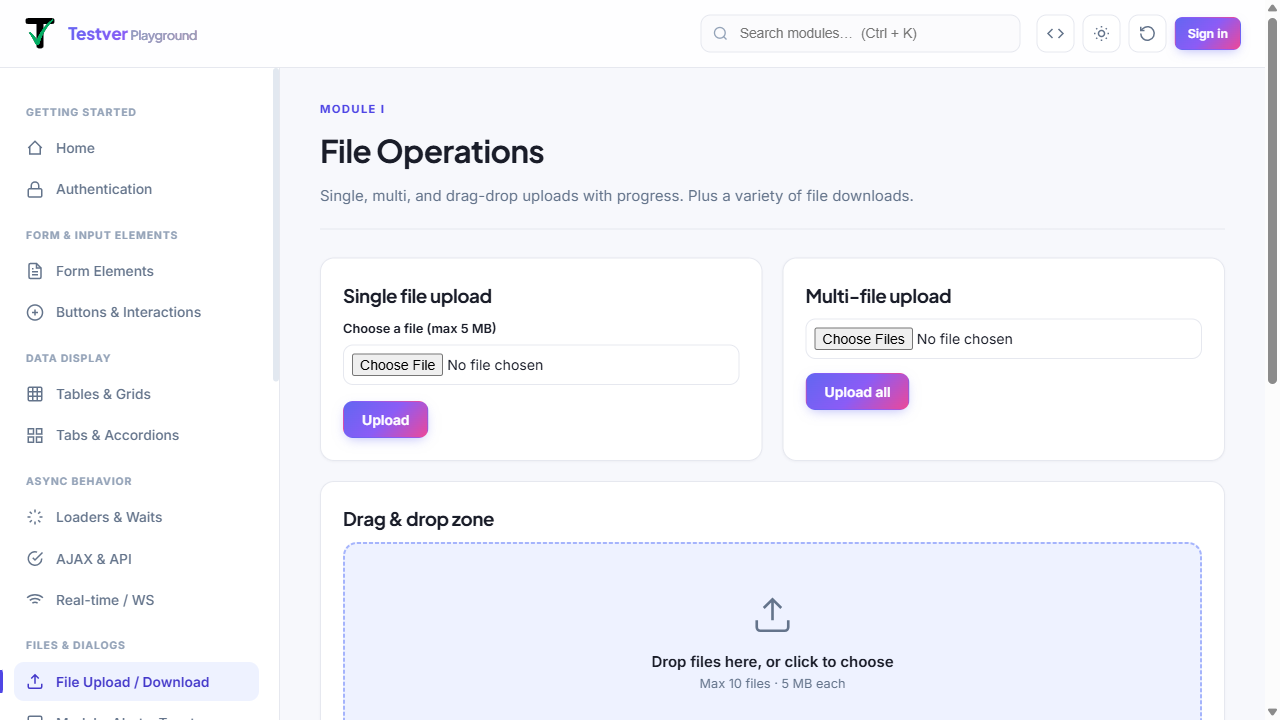 Testver Playground
Search modules... (Ctrl + K)
Sign in
GETTING STARTED
Home
Authentication
FORM & INPUT ELEMENTS
Form Elements
Buttons & Interactions
DATA DISPLAY
Tables & Grids
Tabs & Accordions
ASYNC BEHAVIOR
Loaders & Waits
AJAX & API
Real-time / WS
FILES & DIALOGS
File Upload / Download
MODULE I
File Operations
Single, multi, and drag-drop uploads with progress. Plus a variety of file downloads.
Single file upload
Choose a file (max 5 MB)
Choose File No file chosen
Upload
Multi-file upload
Choose Files No file chosen
Upload all
Drag & drop zone
Drop files here, or click to choose
Max 10 files · 5 MB each